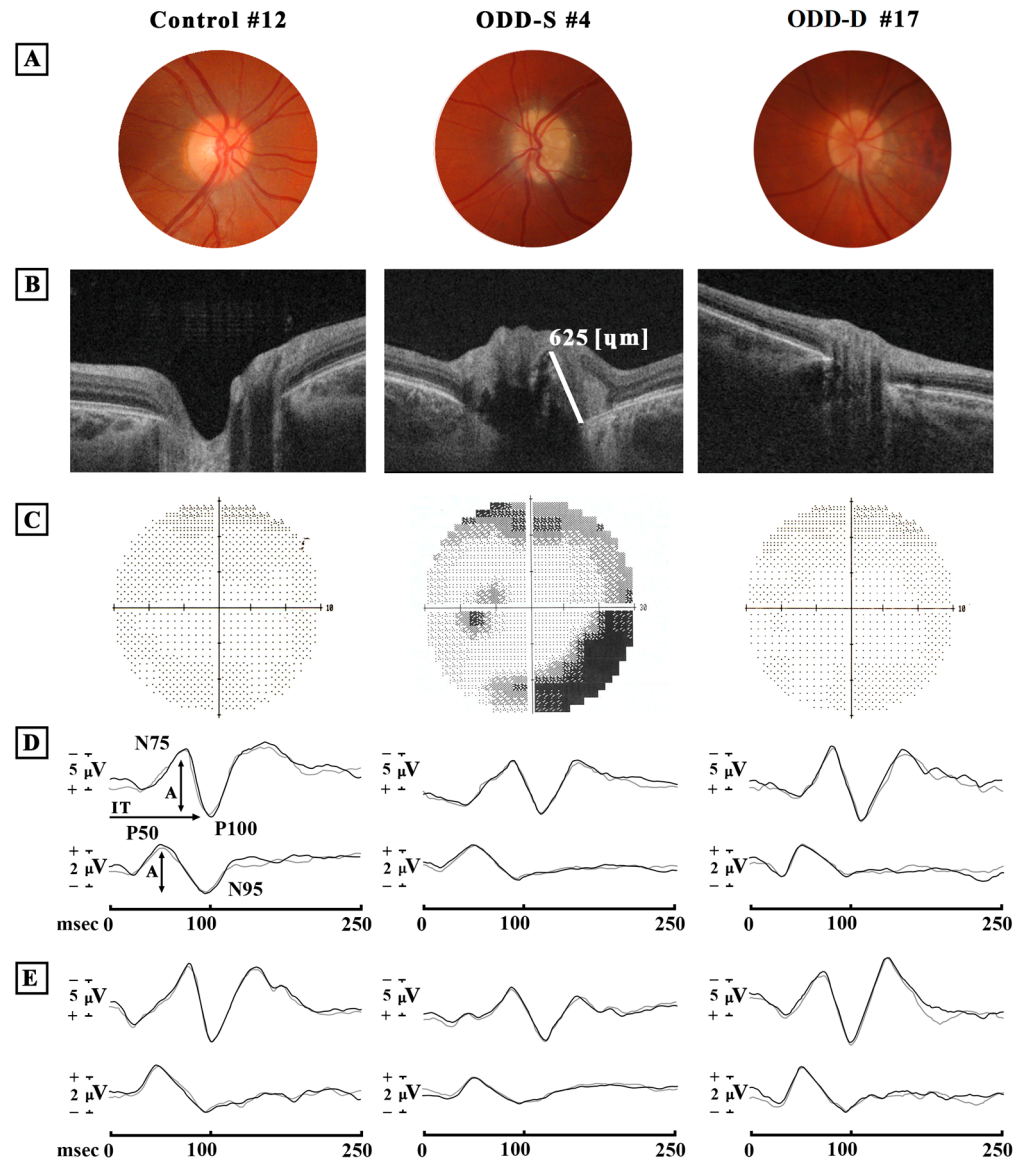 Control #12 ODD-S #4 ODD-D #17
A
B
625 [ɥm]
C
10 30 10
D
N75
− 5 µV +
A
IT
P50 P100
+ 2 µV −
A
N95
− 5 µV +
+ 2 µV −
− 5 µV +
+ 2 µV −
msec 0 100 250 0 100 250 0 100 250
E
− 5 µV + − 5 µV + − 5 µV +
+ 2 µV − + 2 µV − + 2 µV −
msec 0 100 250 0 100 250 0 100 250